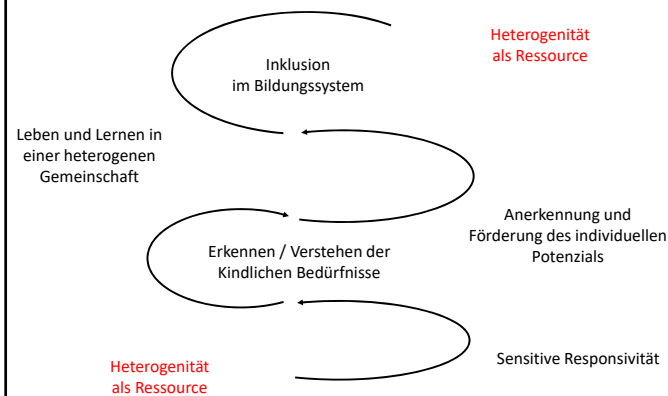 Heterogenität
als Ressource
Inklusion
im Bildungssystem
Leben und Lernen in
einer heterogenen
Gemeinschaft
Anerkennung und
Förderung des individuellen
Potenzials
Erkennen / Verstehen der
Kindlichen Bedürfnisse
Sensitive Responsivität
Heterogenität
als Ressource